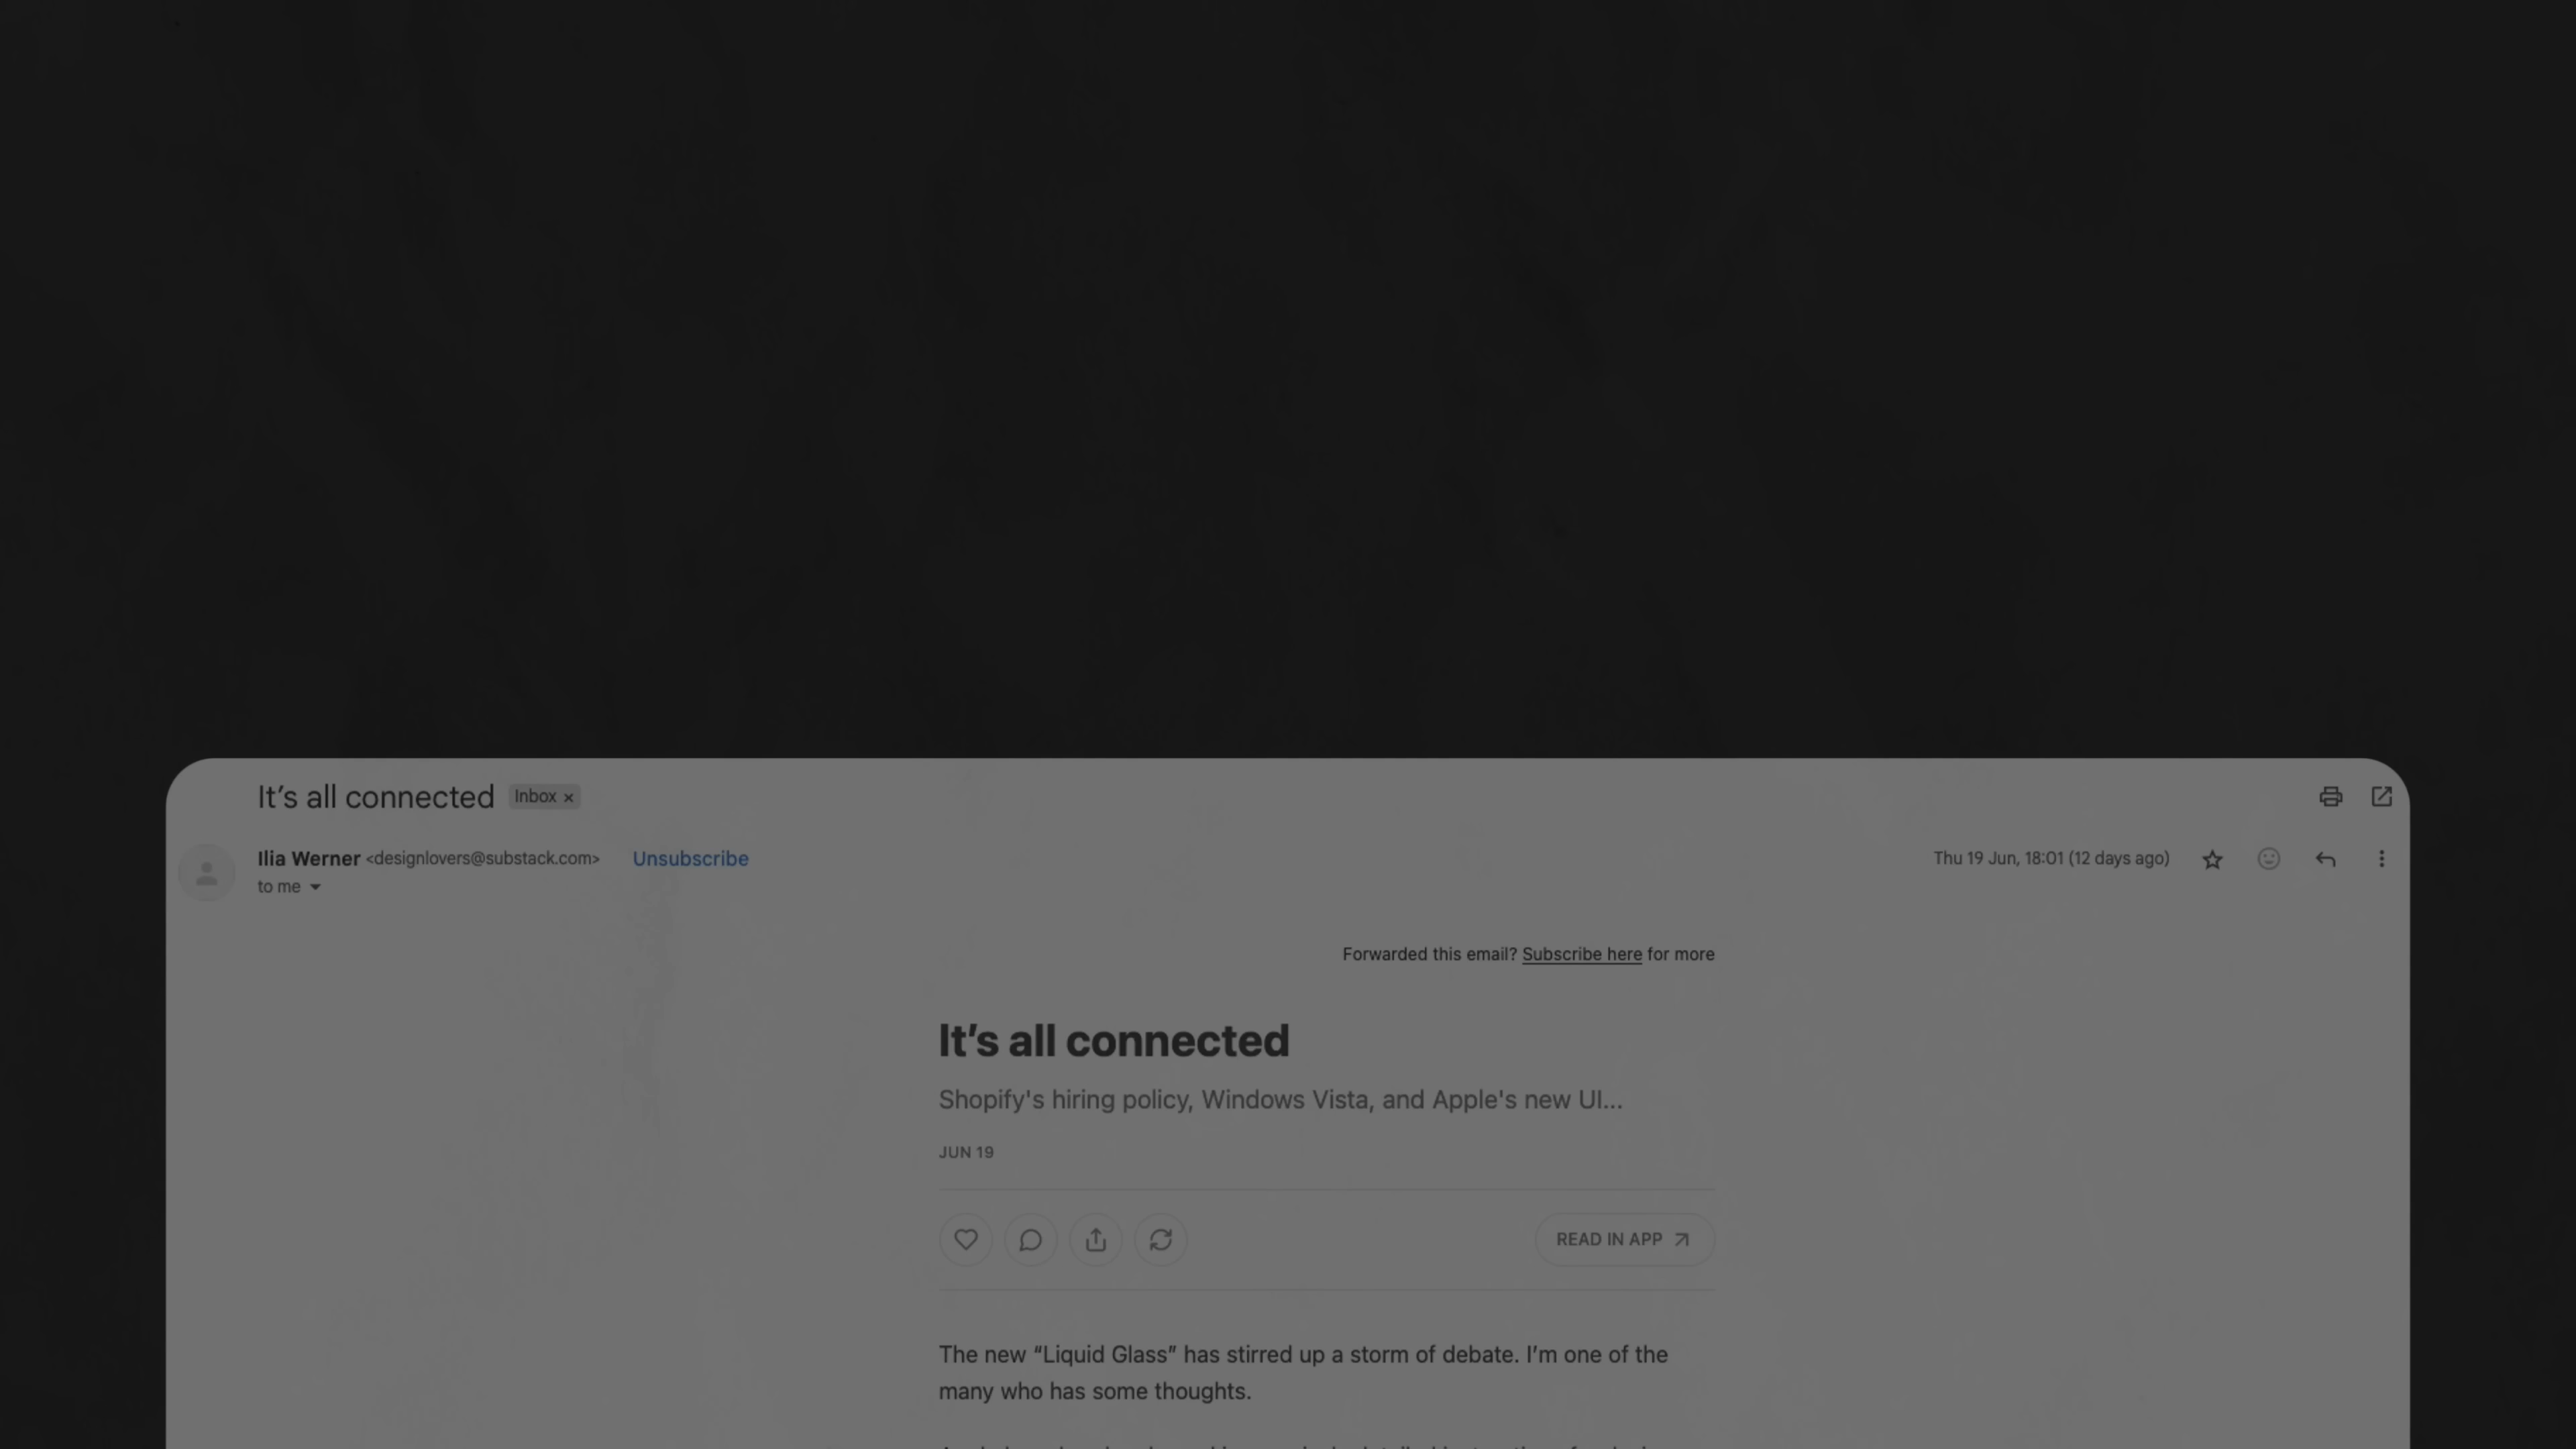 It’s all connected Inbox ×
Ilia Werner <designlovers@substack.com> Unsubscribe
Thu 19 Jun, 18:01 (12 days ago)
to me
Forwarded this email? Subscribe here for more
It’s all connected
Shopify's hiring policy, Windows Vista, and Apple's new UI...
JUN 19
READ IN APP
The new “Liquid Glass” has stirred up a storm of debate. I’m one of the
many who has some thoughts.